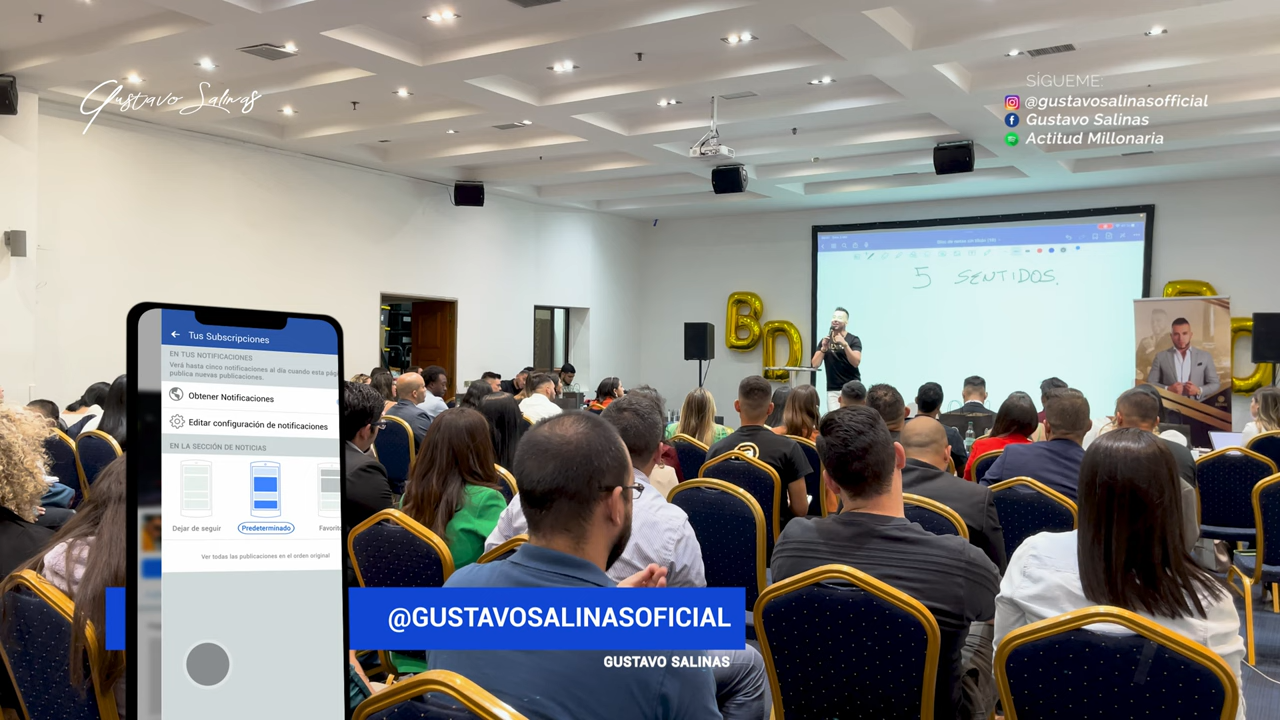 Gustavo Salinas
SÍGUEME:
@gustavosalinasofficial
Gustavo Salinas
Actitud Millonaria
5 SENTIDOS.
B
D
Tus Subscripciones
EN TUS NOTIFICACIONES
Verá hasta cinco notificaciones al día cuando esta pág
publica nuevas publicaciones.
Obtener Notificaciones
Editar configuración de notificaciones
EN LA SECCIÓN DE NOTICIAS
Dejar de seguir
Predeterminado
Favorit
Ver todas las publicaciones en el orden original
@GUSTAVOSALINASOFICIAL
GUSTAVO SALINAS